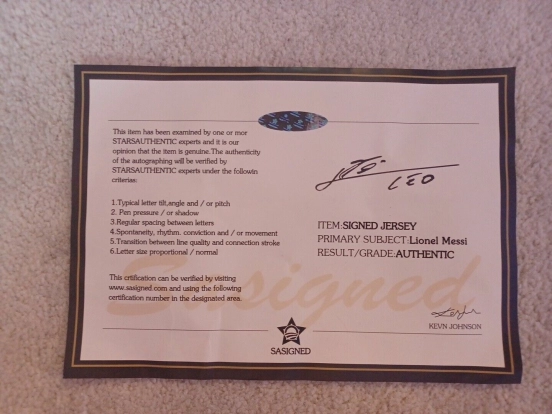 This item has been examined by one or mor
STARSAUTHENTIC experts and it is our
opinion that the item is genuine.The authenticity
of the autographing will be verified by
STARSAUTHENTIC experts under the followin
criterias:
1.Typical letter tilt,angle and / or pitch
2. Pen pressure / or shadow
3.Regular spacing between letters
4.Spontaneity, rhythm. conviction and / or movement
5.Transition between line quality and connection stroke
6.Letter size proportional / normal
This crtification can be verified by visiting
www.sasigned.com and using the following
certification number in the designated area.
LEO
ITEM:SIGNED JERSEY
PRIMARY SUBJECT:Lionel Messi
RESULT/GRADE:AUTHENTIC
Sasigned
KEVN JOHNSON
SASIGNED